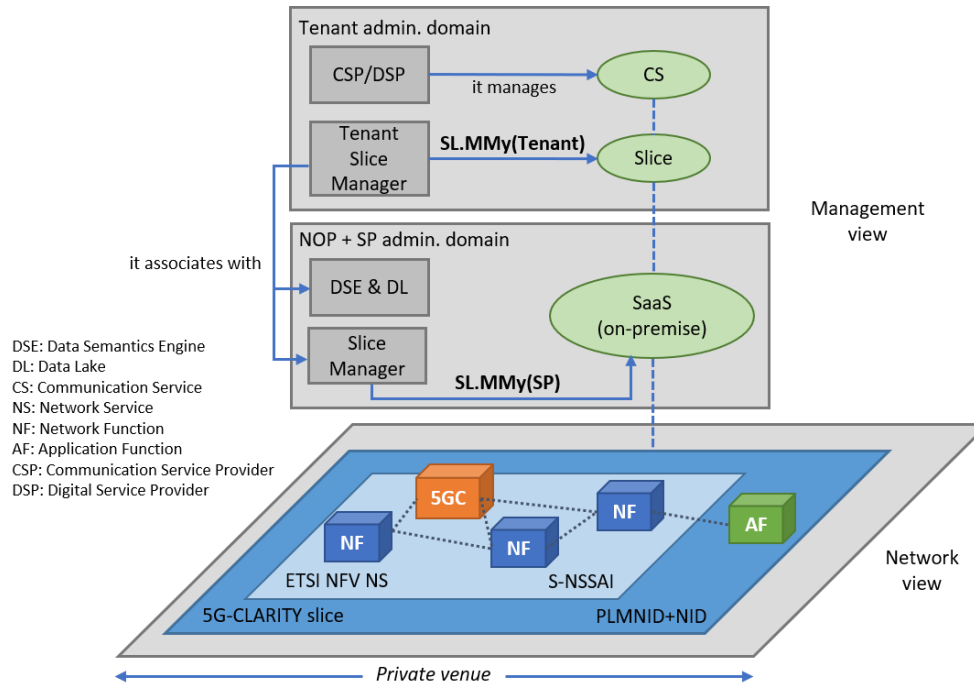 Tenant admin. domain
CSP/DSP
it manages
CS
Tenant
Slice
Manager
SL.MMy(Tenant)
Slice
Management
view
NOP + SP admin. domain
it associates with
DSE & DL
SaaS
(on-premise)
Slice
Manager
SL.MMy(SP)
DSE: Data Semantics Engine
DL: Data Lake
CS: Communication Service
NS: Network Service
NF: Network Function
AF: Application Function
CSP: Communication Service Provider
DSP: Digital Service Provider
5GC
NF
NF
NF
AF
ETSI NFV NS
S-NSSAI
5G-CLARITY slice
PLMNID+NID
Network
view
Private venue